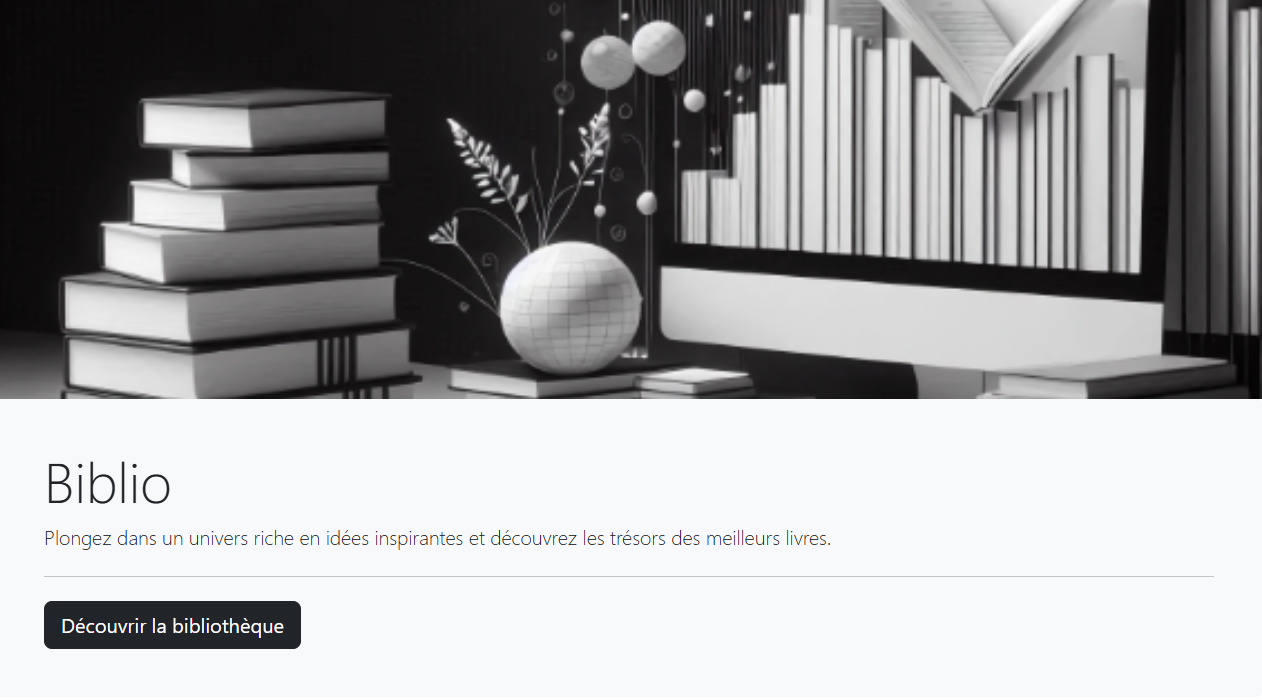 Biblio
Plongez dans un univers riche en idées inspirantes et découvrez les trésors des meilleurs livres.
Découvrir la bibliothèque